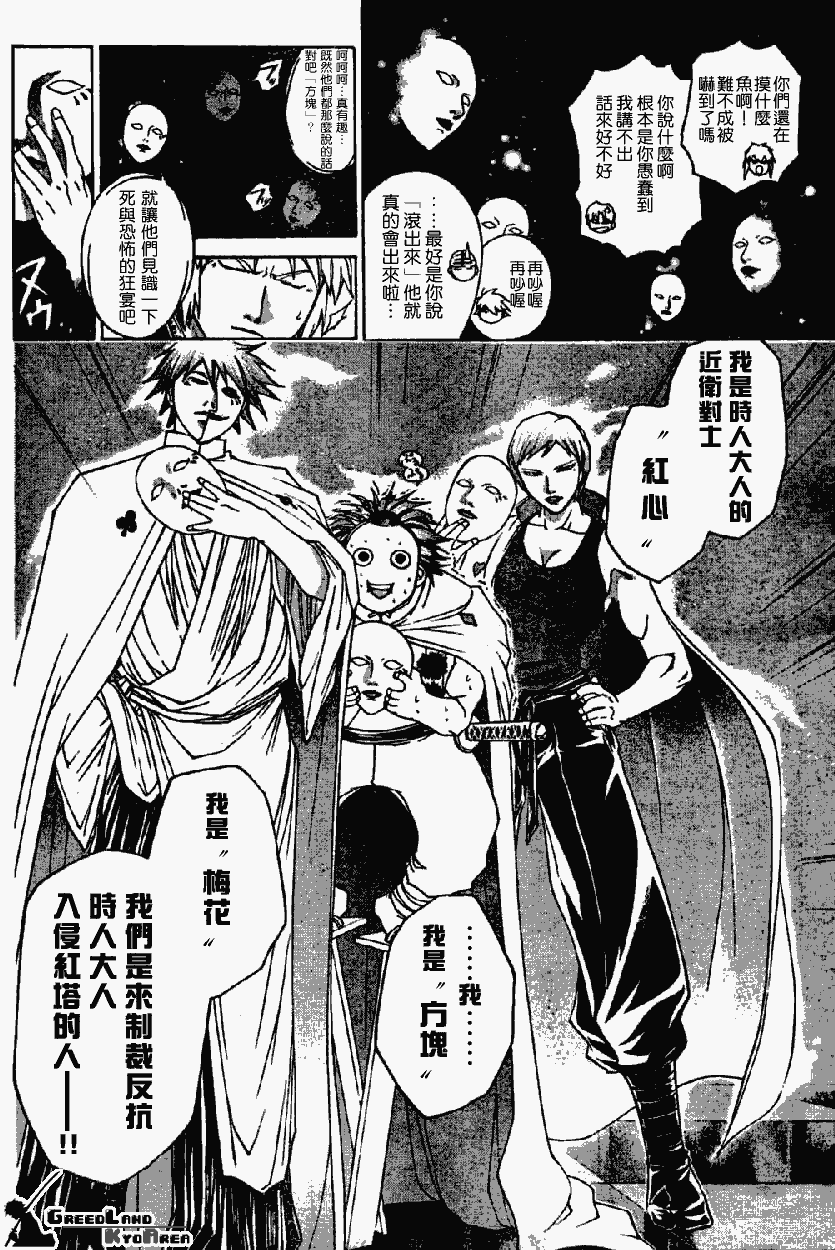 你們還在
摸什麼
魚啊！
難不成被
嚇到了嗎
你說什麼啊
根本是你愚蠢到
我講不出
話來好不好
再吵喔
再吵喔
……最好是你說
「滾出來」他就
真的會出來啦…
呵呵呵…真有趣…
既然他們都那麼說的話
對吧「方塊」？
就讓他們見識一下
死與恐怖的狂宴吧
ヌウ
我是時人大人的
近衛對士
〝紅心〞
……我……
我是〝方塊〞
我是〝梅花〞
我們是來制裁反抗
時人大人
入侵紅塔的人——!!
GreedLand
KyoArea